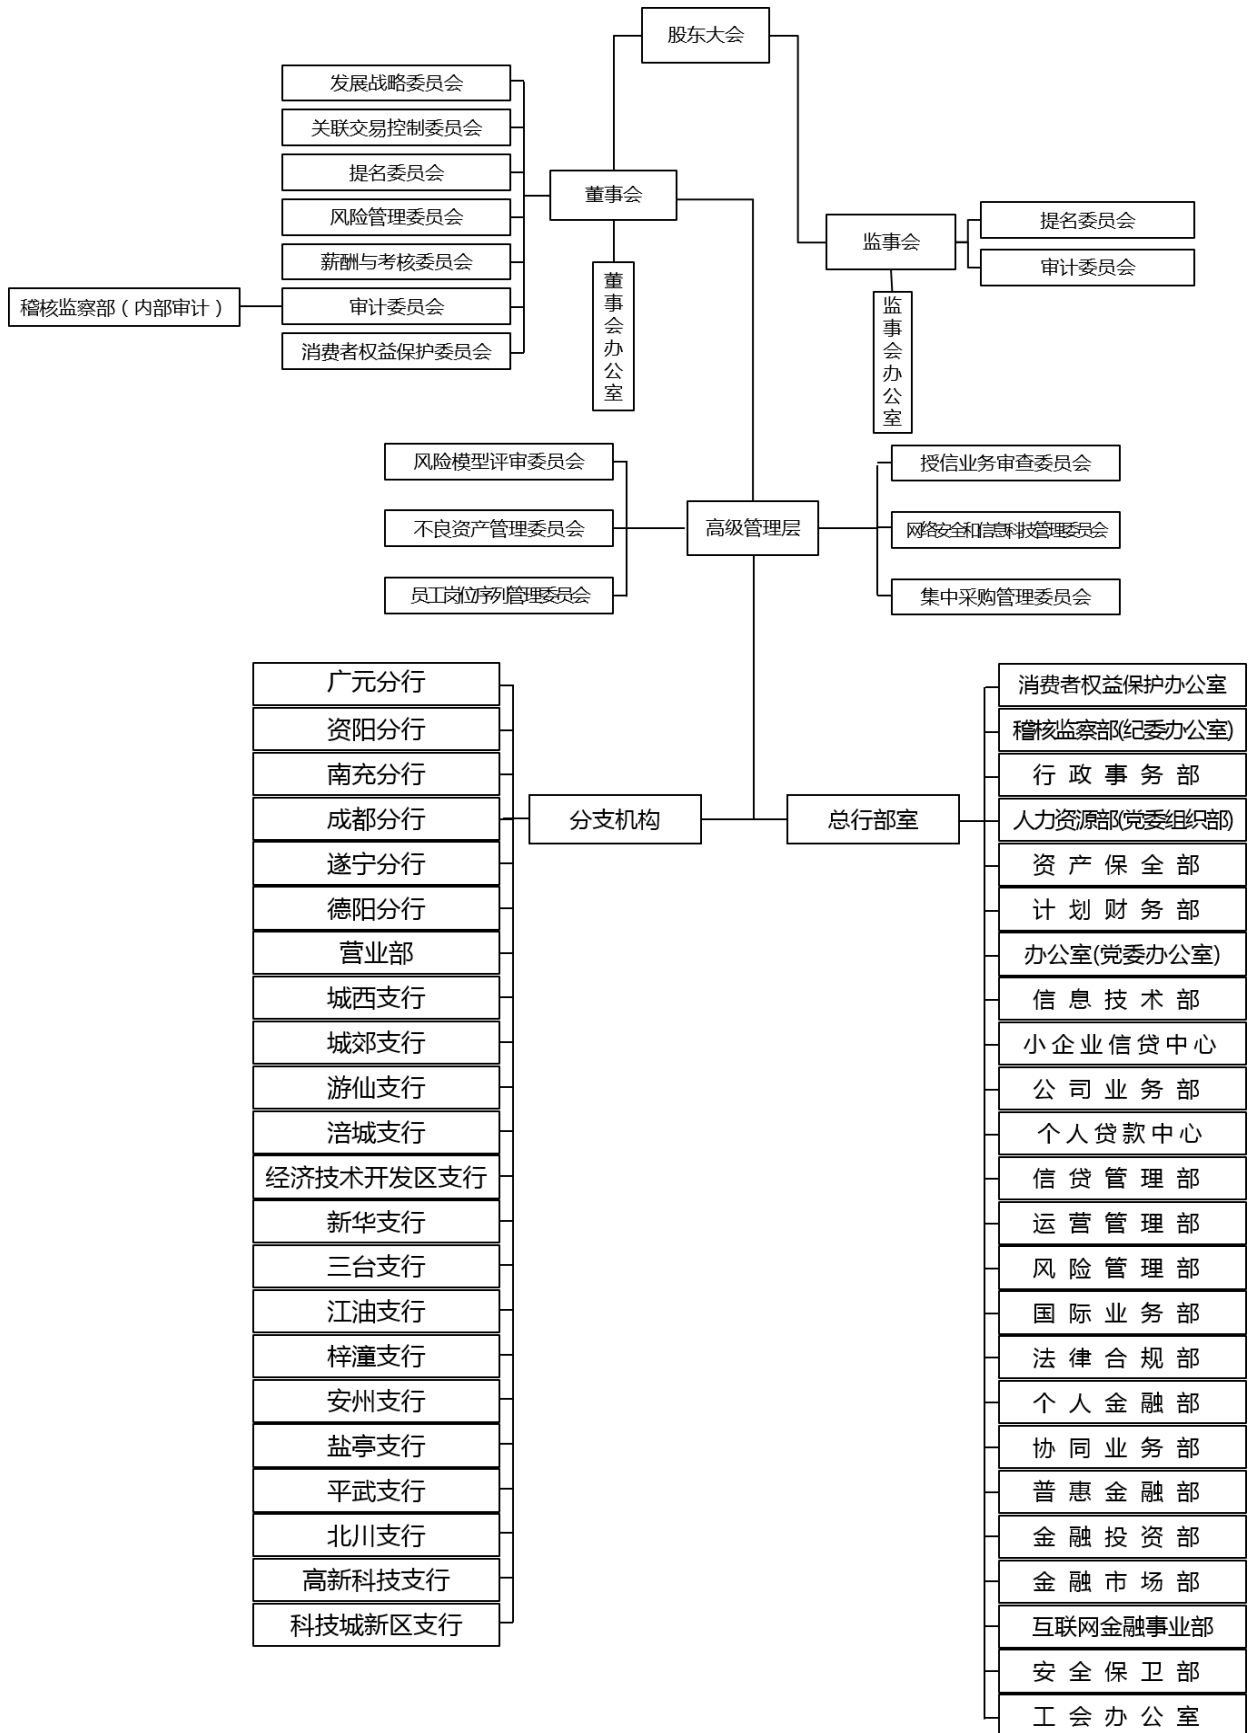 股东大会
发展战略委员会
关联交易控制委员会
提名委员会
风险管理委员会
薪酬与考核委员会
审计委员会
消费者权益保护委员会
稽核监察部（内部审计）
董事会
董事会办公室
监事会
提名委员会
审计委员会
监事会办公室
风险模型评审委员会
不良资产管理委员会
员工岗位序列管理委员会
高级管理层
授信业务审查委员会
网络安全和信息科技管理委员会
集中采购管理委员会
广元分行
资阳分行
南充分行
成都分行
遂宁分行
德阳分行
营业部
城西支行
城郊支行
游仙支行
涪城支行
经济技术开发区支行
新华支行
三台支行
江油支行
梓潼支行
安州支行
盐亭支行
平武支行
北川支行
高新科技支行
科技城新区支行
分支机构
总行部室
消费者权益保护办公室
稽核监察部(纪委办公室)
行政事务部
人力资源部(党委组织部)
资产保全部
计划财务部
办公室(党委办公室)
信息技术部
小企业信贷中心
公司业务部
个人贷款中心
信贷管理部
运营管理部
风险管理部
国际业务部
法律合规部
个人金融部
协同业务部
普惠金融部
金融投资部
金融市场部
互联网金融事业部
安全保卫部
工会办公室